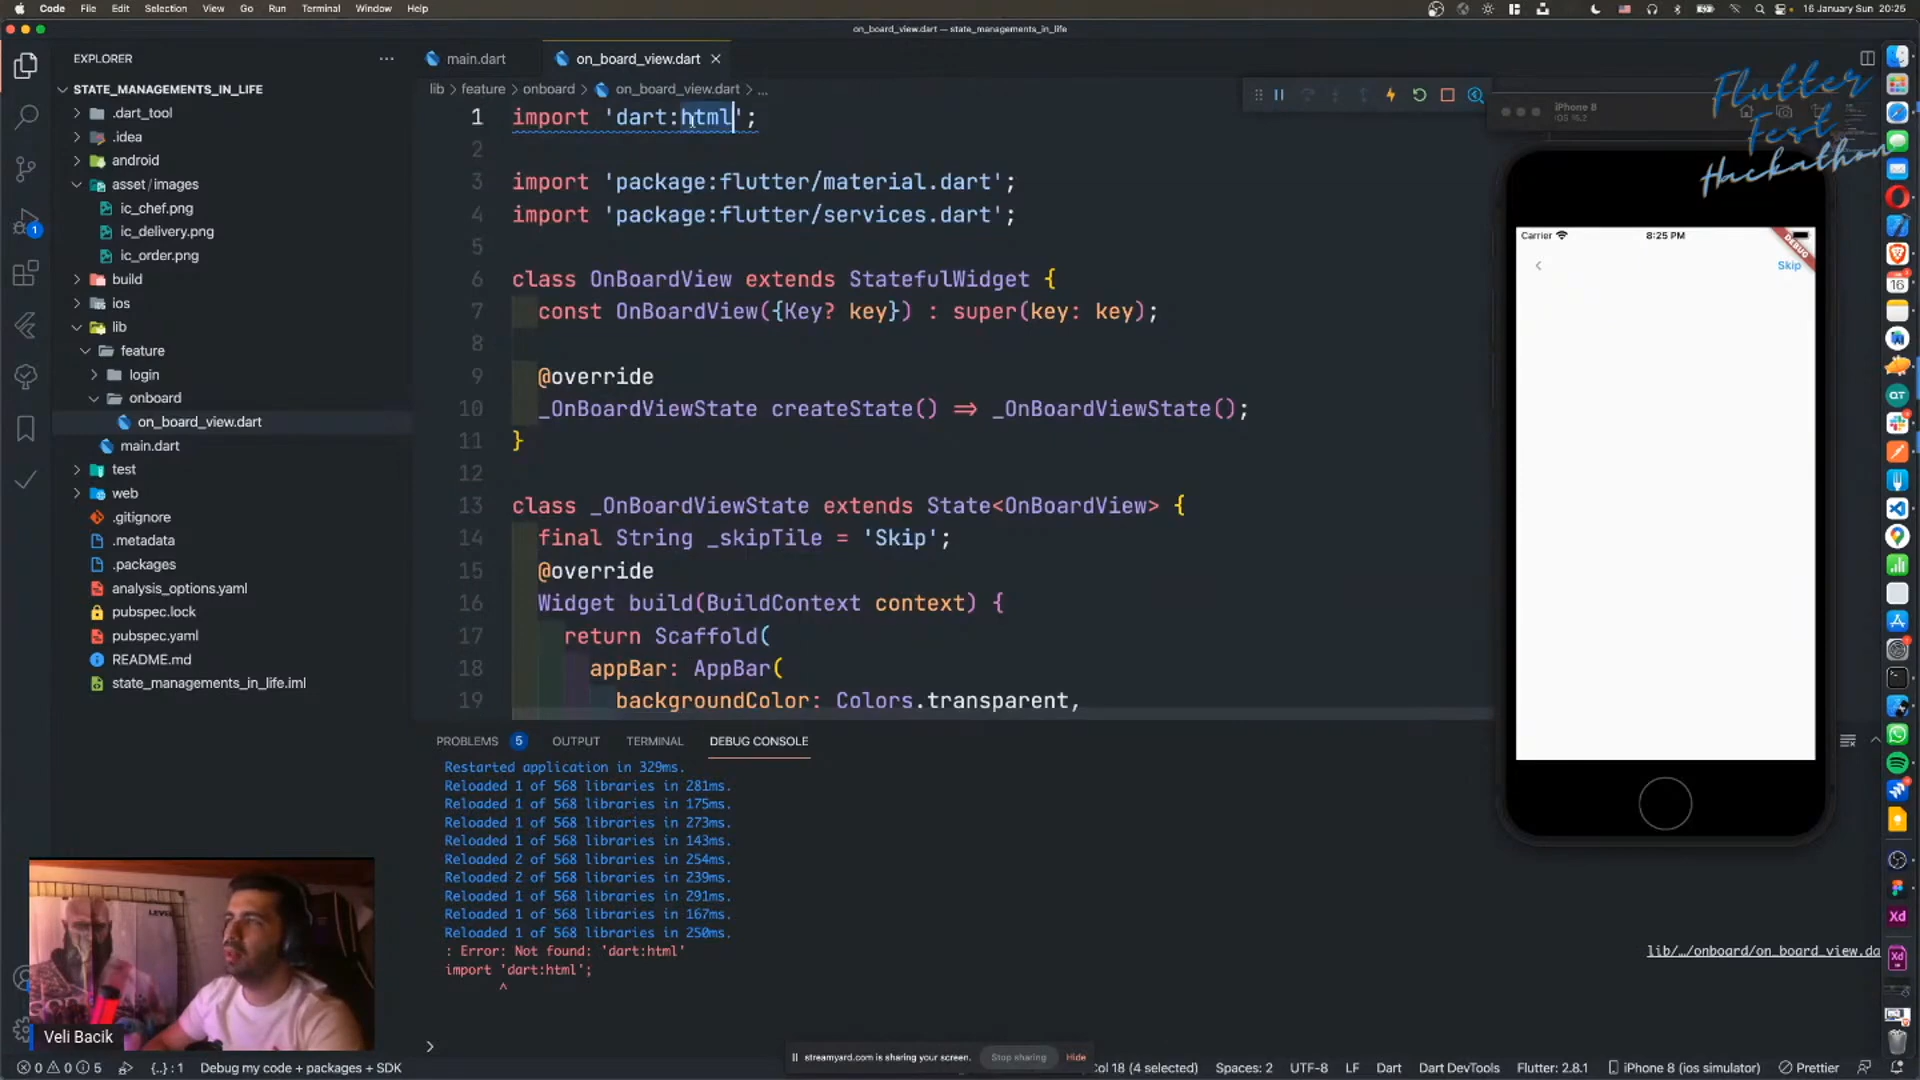 Code File Edit Selection View Go Run Terminal Window Help
16 January Sun 20:25
on_board_view.dart — state_managements_in_life
EXPLORER
main.dart
on_board_view.dart
STATE_MANAGEMENTS_IN_LIFE
.dart_tool
.idea
android
asset/images
ic_chef.png
ic_delivery.png
ic_order.png
build
ios
lib
feature
login
onboard
on_board_view.dart
main.dart
test
web
.gitignore
.metadata
.packages
analysis_options.yaml
pubspec.lock
pubspec.yaml
README.md
state_managements_in_life.iml
1
lib > feature > onboard > on_board_view.dart > ...
1 import 'dart:html';
2
3 import 'package:flutter/material.dart';
4 import 'package:flutter/services.dart';
5
6 class OnBoardView extends StatefulWidget {
7 const OnBoardView({Key? key}) : super(key: key);
8
9 @override
10 _OnBoardViewState createState() => _OnBoardViewState();
11 }
12
13 class _OnBoardViewState extends State<OnBoardView> {
14 final String _skipTile = 'Skip';
15 @override
16 Widget build(BuildContext context) {
17 return Scaffold(
18 appBar: AppBar(
19 backgroundColor: Colors.transparent,
PROBLEMS 5 OUTPUT TERMINAL DEBUG CONSOLE
Restarted application in 329ms.
Reloaded 1 of 568 libraries in 281ms.
Reloaded 1 of 568 libraries in 175ms.
Reloaded 1 of 568 libraries in 273ms.
Reloaded 1 of 568 libraries in 143ms.
Reloaded 2 of 568 libraries in 254ms.
Reloaded 2 of 568 libraries in 239ms.
Reloaded 1 of 568 libraries in 291ms.
Reloaded 1 of 568 libraries in 167ms.
Reloaded 1 of 568 libraries in 250ms.
: Error: Not found: 'dart:html'
import 'dart:html';
^
lib/…/onboard/on_board_view.da
iPhone 8
iOS 15.2
Flutter
Fest
Hackathon
Carrier 8:25 PM
DEBUG
Skip
LEVEL
Veli Bacik
streamyard.com is sharing your screen. Stop sharing Hide
0 0 5 {..} : 1 Debug my code + packages + SDK
Col 18 (4 selected) Spaces: 2 UTF-8 LF Dart Dart DevTools Flutter: 2.8.1 iPhone 8 (ios simulator) Prettier